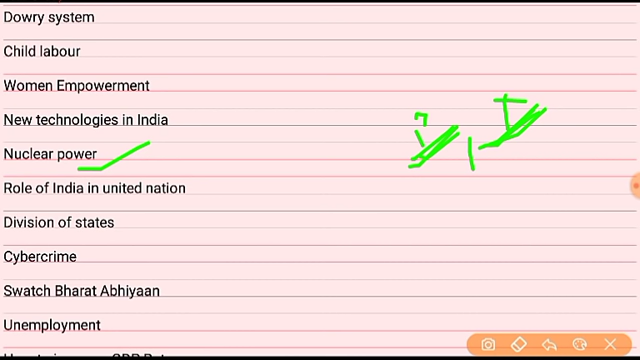 Dowry system
Child labour
Women Empowerment
New technologies in India
Nuclear power
Role of India in united nation
Division of states
Cybercrime
Swatch Bharat Abhiyaan
Unemployment